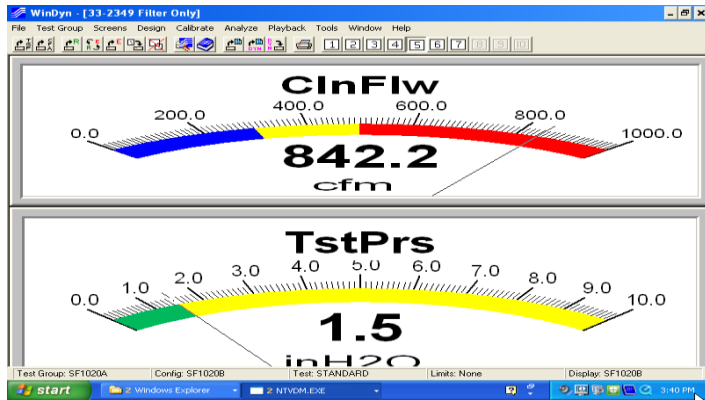 WinDyn - [33-2349 Filter Only]
File Test Group Screens Design Calibrate Analyze Playback Tools Window Help
1 2 3 4 5 6 7 8 9 10
ClnFlw
0.0 200.0 400.0 600.0 800.0 1000.0
842.2
cfm
TstPrs
0.0 1.0 2.0 3.0 4.0 5.0 6.0 7.0 8.0 9.0 10.0
1.5
inH2O
Test Group: SF1020A Config: SF1020B Test: STANDARD Limits: None Display: SF1020B
start 2 Windows Explorer 2 NTVDM.EXE 3:40 PM